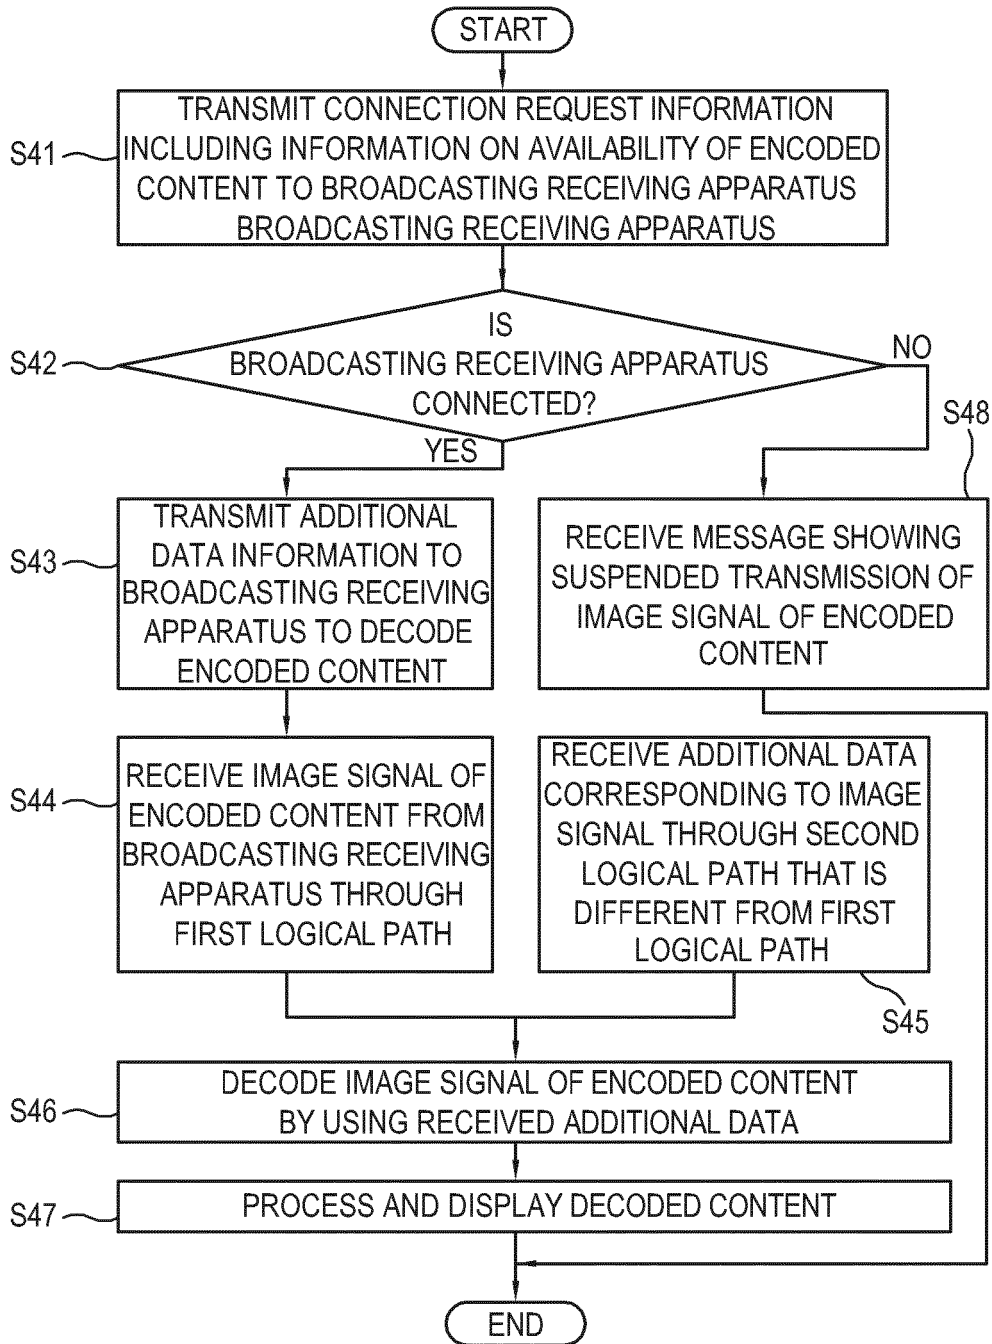 START
S41
TRANSMIT CONNECTION REQUEST INFORMATION
INCLUDING INFORMATION ON AVAILABILITY OF ENCODED
CONTENT TO BROADCASTING RECEIVING APPARATUS
BROADCASTING RECEIVING APPARATUS
S42
IS
BROADCASTING RECEIVING APPARATUS
CONNECTED?
NO
YES
S43
TRANSMIT ADDITIONAL
DATA INFORMATION TO
BROADCASTING RECEIVING
APPARATUS TO DECODE
ENCODED CONTENT
S48
RECEIVE MESSAGE SHOWING
SUSPENDED TRANSMISSION OF
IMAGE SIGNAL OF ENCODED
CONTENT
S44
RECEIVE IMAGE SIGNAL OF
ENCODED CONTENT FROM
BROADCASTING RECEIVING
APPARATUS THROUGH
FIRST LOGICAL PATH
RECEIVE ADDITIONAL DATA
CORRESPONDING TO IMAGE
SIGNAL THROUGH SECOND
LOGICAL PATH THAT IS
DIFFERENT FROM FIRST
LOGICAL PATH
S45
S46
DECODE IMAGE SIGNAL OF ENCODED CONTENT
BY USING RECEIVED ADDITIONAL DATA
S47
PROCESS AND DISPLAY DECODED CONTENT
END